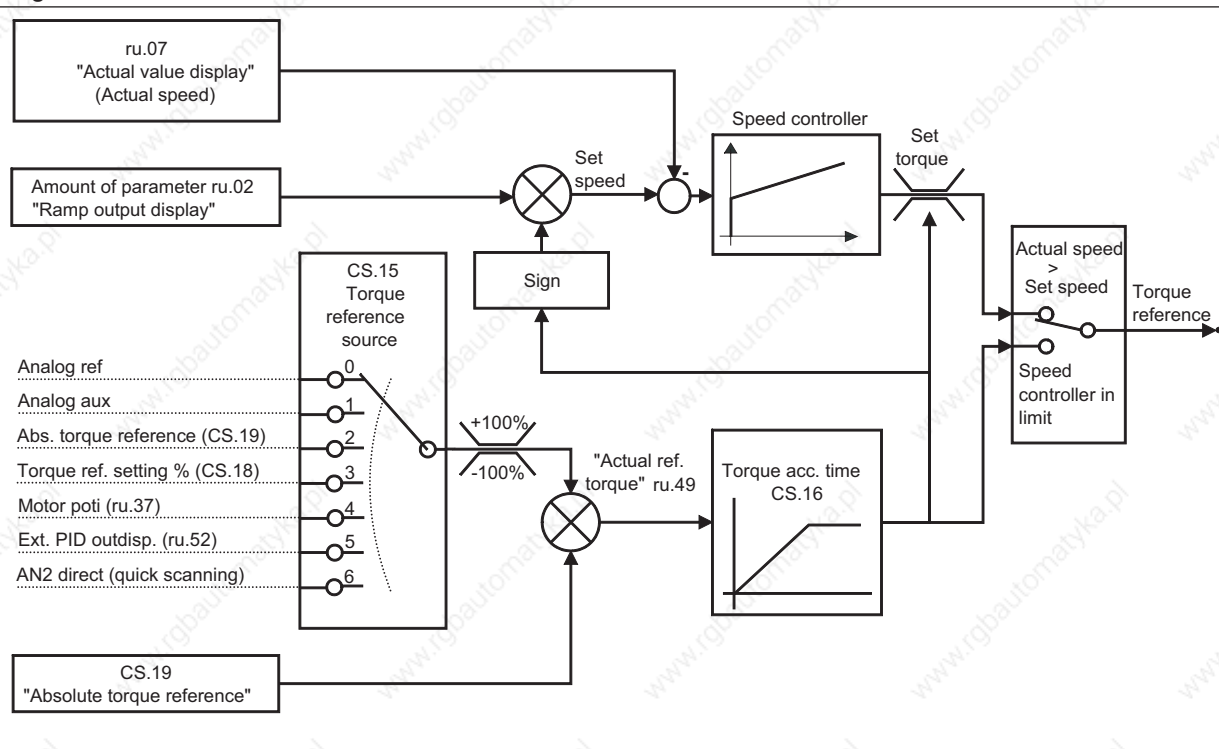 ru.07
"Actual value display"
(Actual speed)
Amount of parameter ru.02
"Ramp output display"
Set
speed
-
Speed controller
Set
torque
Sign
CS.15
Torque
reference
source
Analog ref
0
Analog aux
1
Abs. torque reference (CS.19)
2
Torque ref. setting % (CS.18)
3
Motor poti (ru.37)
4
Ext. PID outdisp. (ru.52)
5
AN2 direct (quick scanning)
6
+100%
-100%
"Actual ref.
torque" ru.49
Torque acc. time
CS.16
Actual speed
>
Set speed
Speed
controller in
limit
Torque
reference
CS.19
"Absolute torque reference"
www.rgbautomatyka.pl